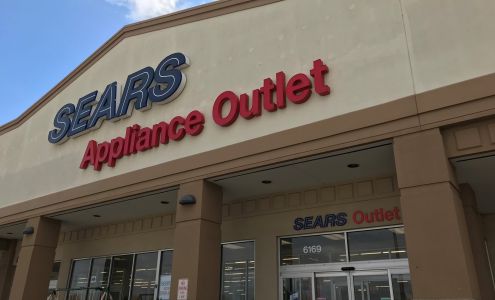 SEARS
Appliance Outlet
SEARS Outlet
6169